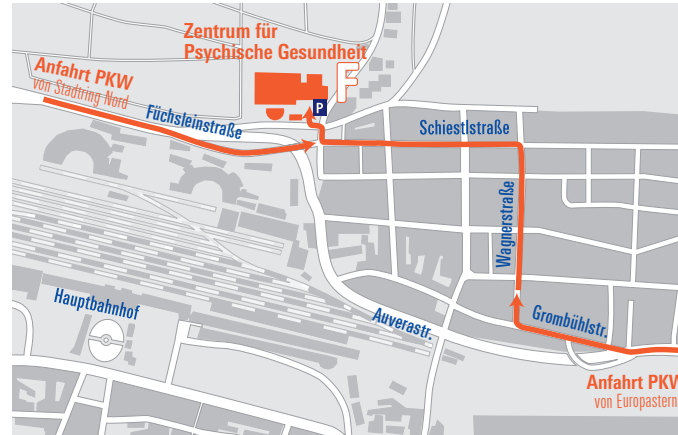 Zentrum für
Psychische Gesundheit
Anfahrt PKW
von Stadtring Nord
F
P
Füchsleinstraße
Schiestlstraße
Wagnerstraße
Hauptbahnhof
Auverastr.
Grombühlstr.
Anfahrt PKW
von Europastern